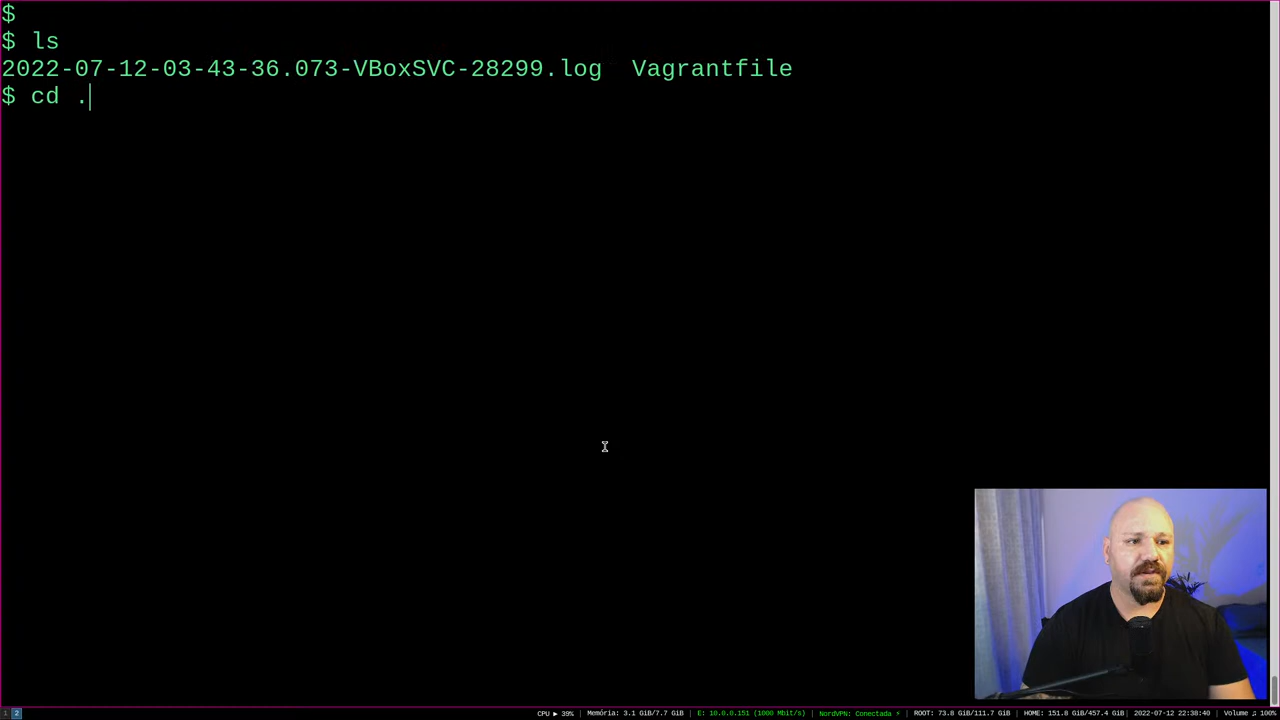 $
$ ls
2022-07-12-03-43-36.073-VBoxSVC-28299.log  Vagrantfile
$ cd .
1 2 CPU ▶ 39% | Memória: 3.1 GiB/7.7 GiB | E: 10.0.0.151 (1000 Mbit/s) | NordVPN: Conectada ⚡ | ROOT: 73.8 GiB/111.7 GiB | HOME: 151.8 GiB/457.4 GiB | 2022-07-12 22:38:40 | Volume ♫ 100%